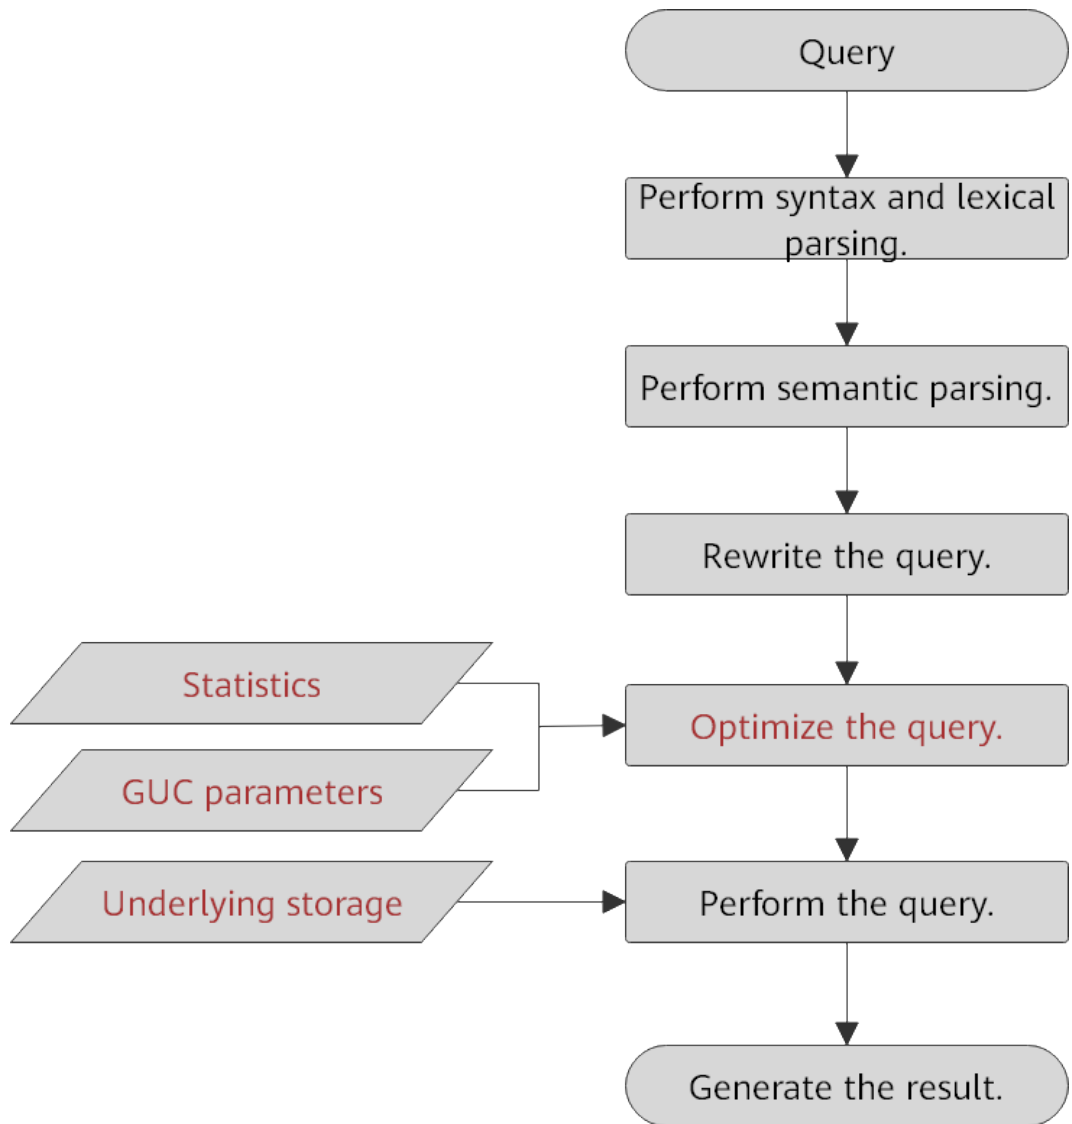 Query
Perform syntax and lexical
parsing.
Perform semantic parsing.
Rewrite the query.
Statistics
Optimize the query.
GUC parameters
Underlying storage
Perform the query.
Generate the result.